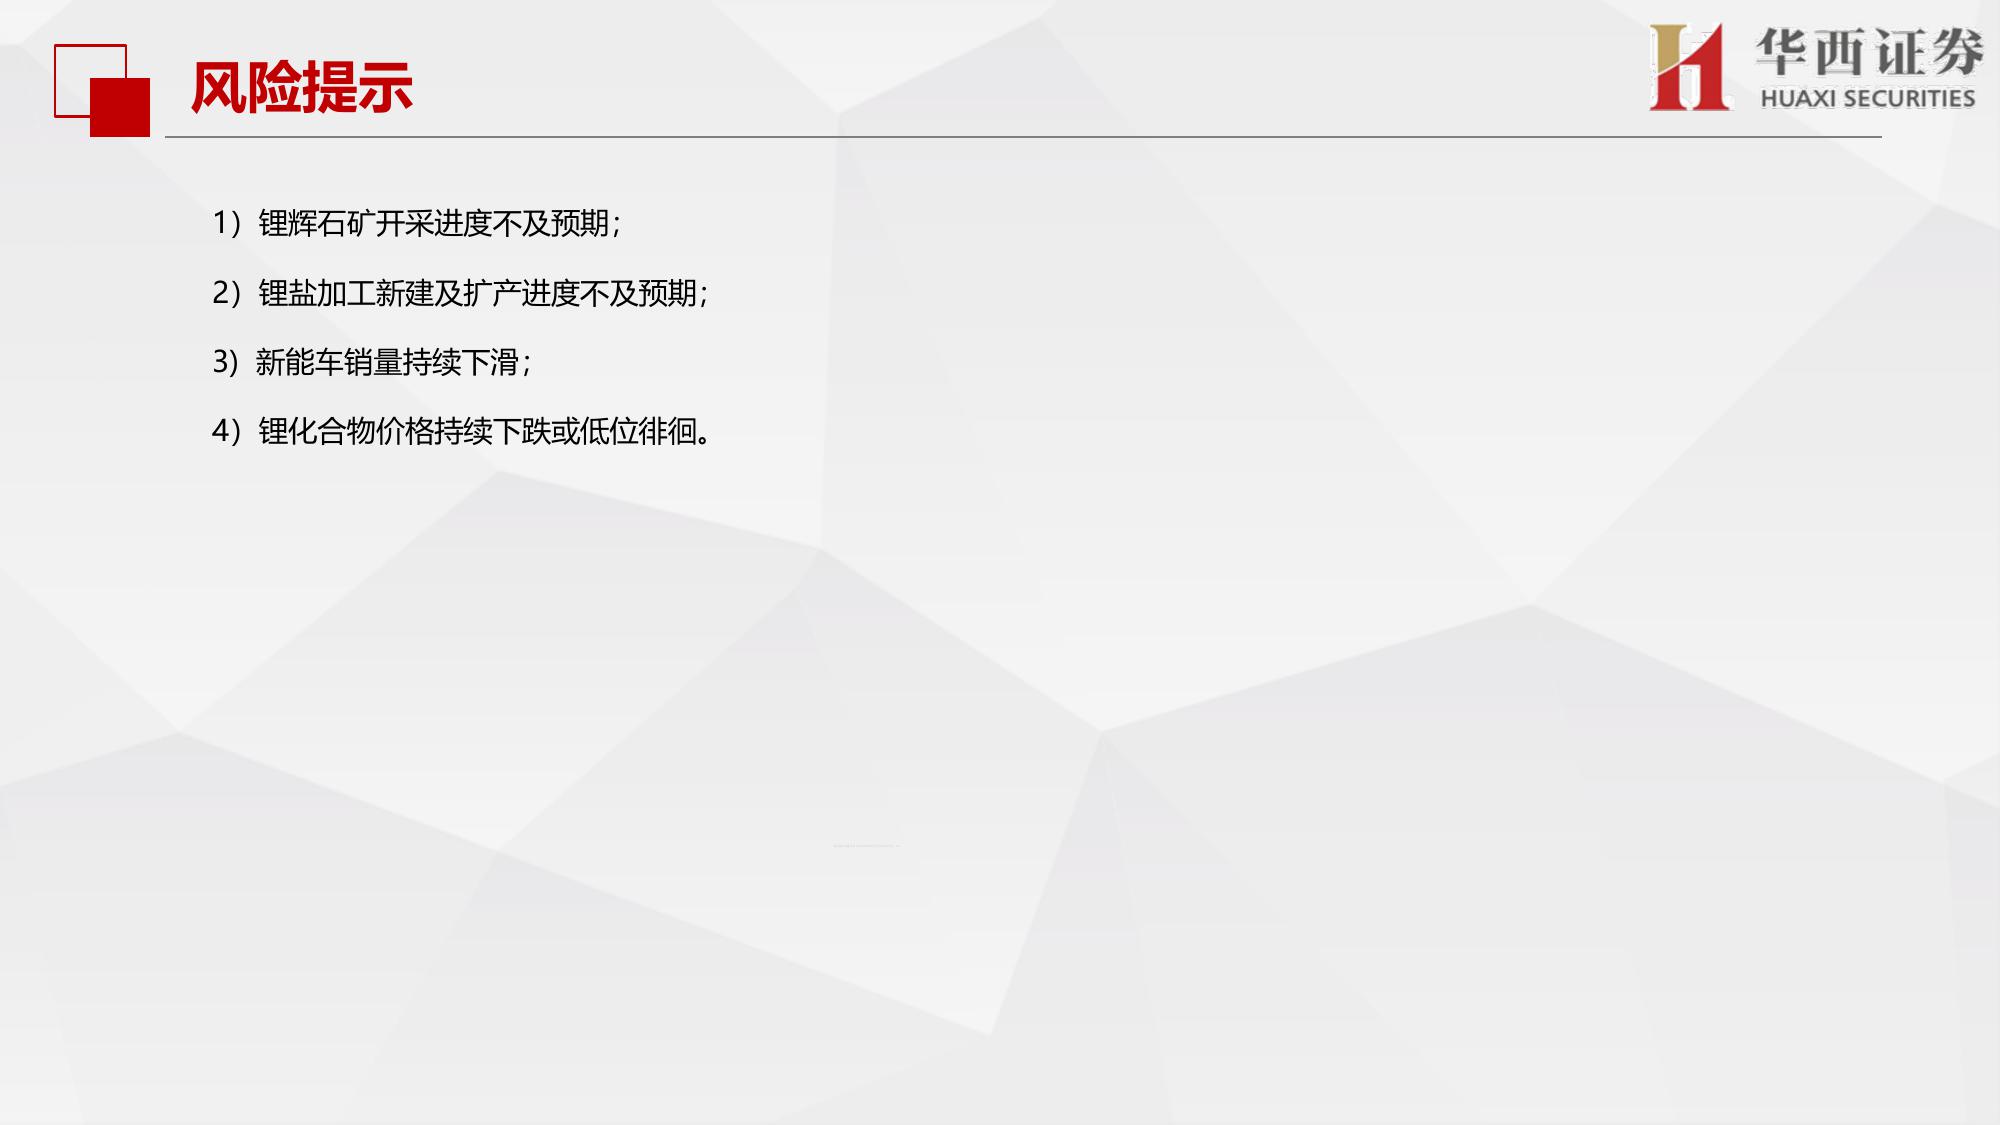 风险提示
华西证券
HUAXI SECURITIES
1）锂辉石矿开采进度不及预期；
2）锂盐加工新建及扩产进度不及预期；
3）新能车销量持续下滑；
4）锂化合物价格持续下跌或低位徘徊。